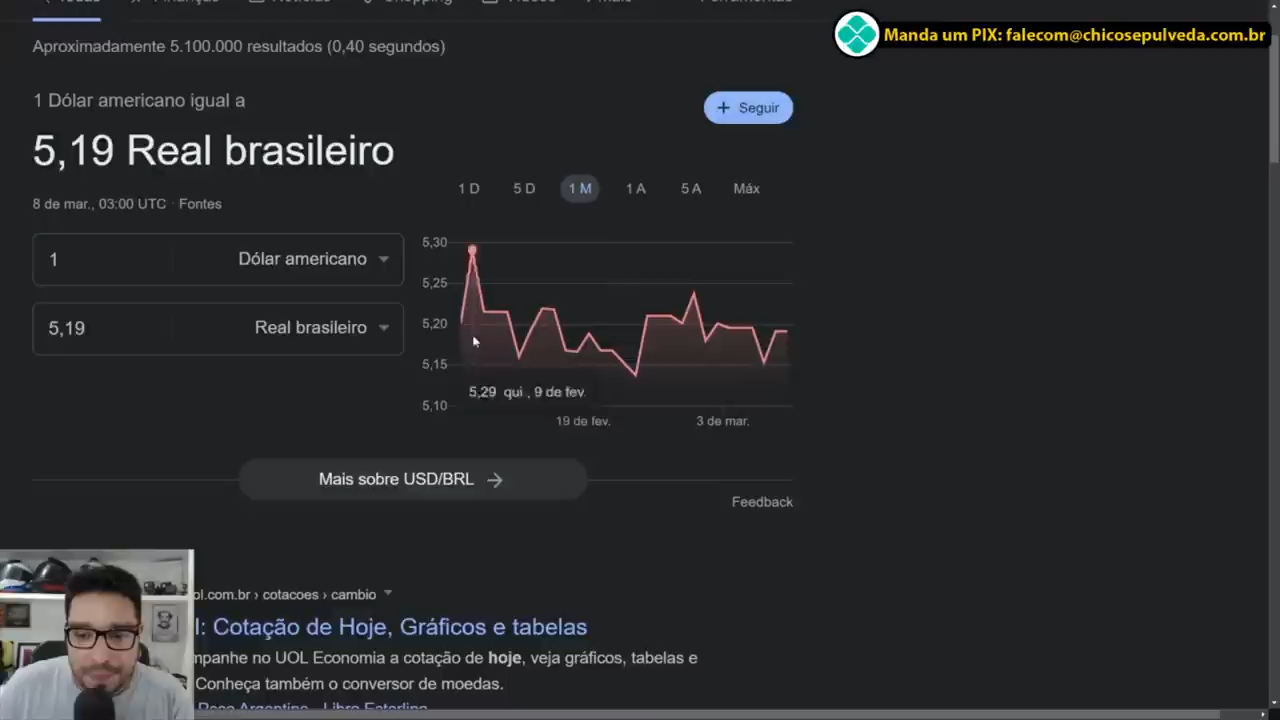 Manda um PIX: falecom@chicosepulveda.com.br
Aproximadamente 5.100.000 resultados (0,40 segundos)
1 Dólar americano igual a
+ Seguir
5,19 Real brasileiro
8 de mar., 03:00 UTC · Fontes
1 D 5 D 1 M 1 A 5 A Máx
1 Dólar americano
5,19 Real brasileiro
5,30
5,25
5,20
5,15
5,10
5,29 qui , 9 de fev.
19 de fev. 3 de mar.
Mais sobre USD/BRL →
Feedback
ol.com.br › cotacoes › cambio
l: Cotação de Hoje, Gráficos e tabelas
mpanhe no UOL Economia a cotação de hoje, veja gráficos, tabelas e
Conheça também o conversor de moedas.